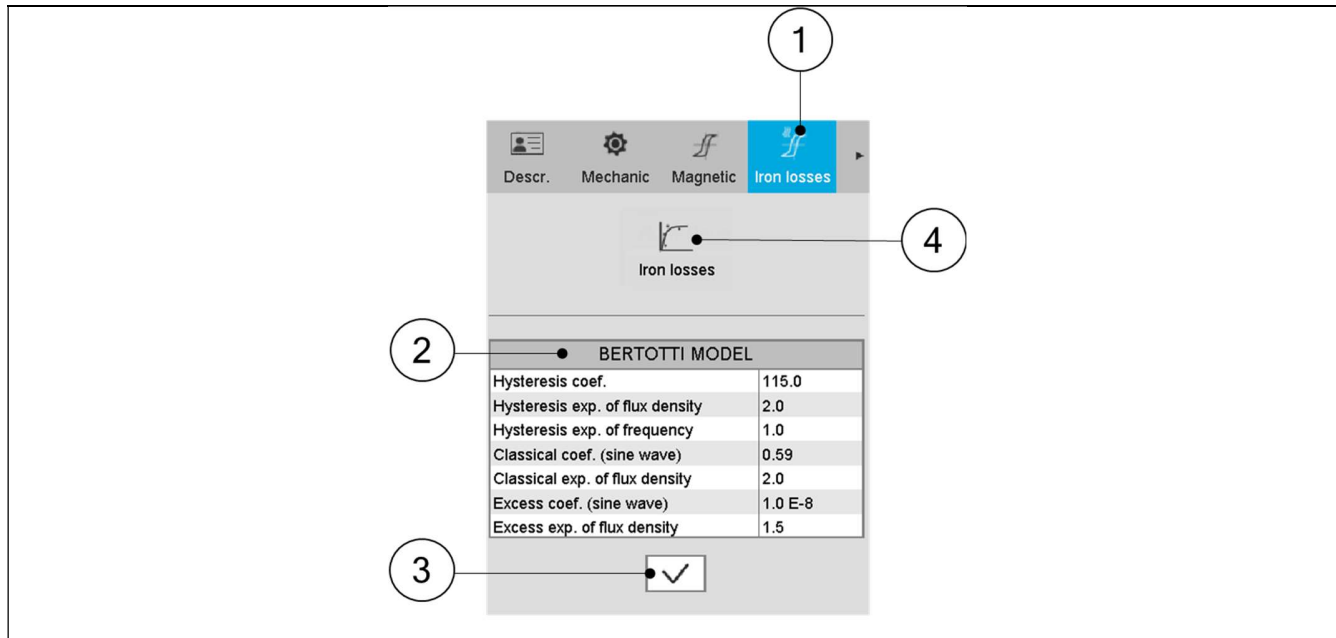 1
Descr. Mechanic Magnetic Iron losses
4
Iron losses
2
BERTOTTI MODEL
Hysteresis coef. 115.0
Hysteresis exp. of flux density 2.0
Hysteresis exp. of frequency 1.0
Classical coef. (sine wave) 0.59
Classical exp. of flux density 2.0
Excess coef. (sine wave) 1.0 E-8
Excess exp. of flux density 1.5
3